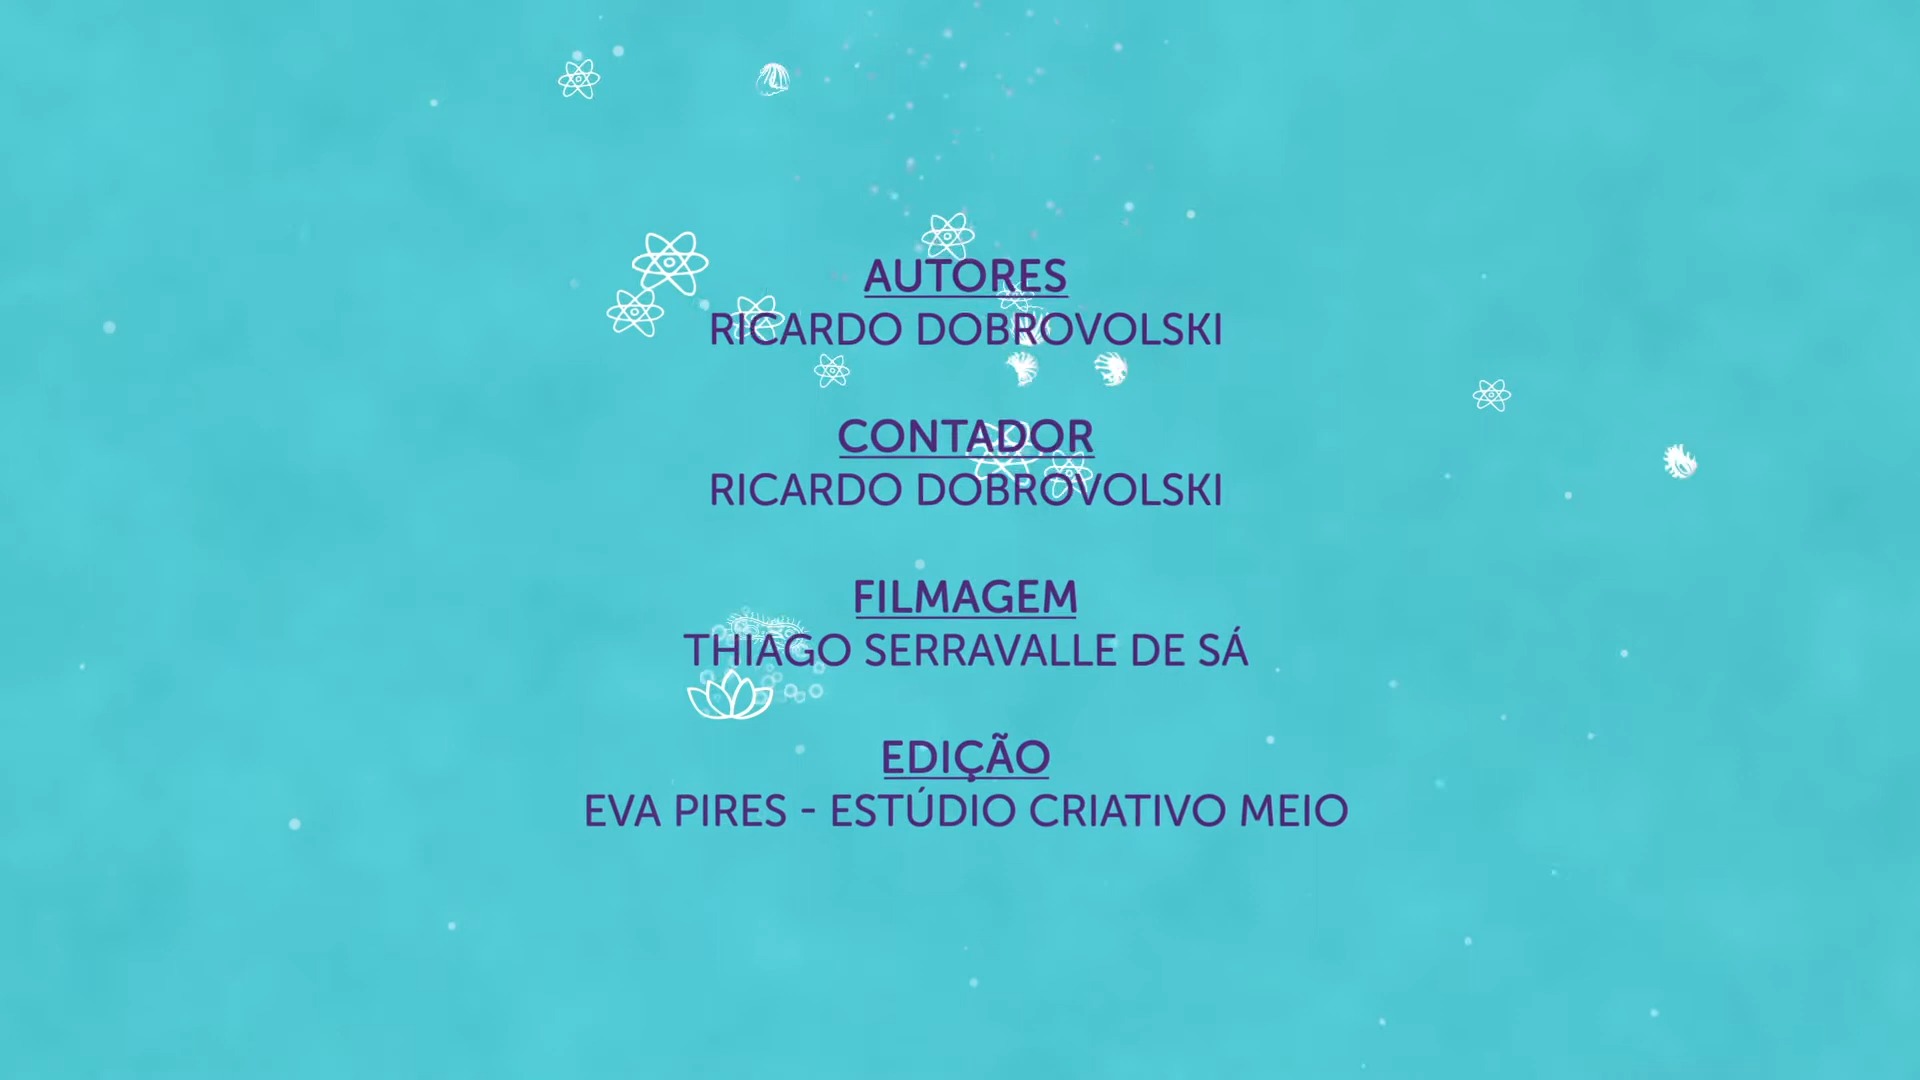 AUTORES
RICARDO DOBROVOLSKI
CONTADOR
RICARDO DOBROVOLSKI
FILMAGEM
THIAGO SERRAVALLE DE SÁ
EDIÇÃO
EVA PIRES - ESTÚDIO CRIATIVO MEIO